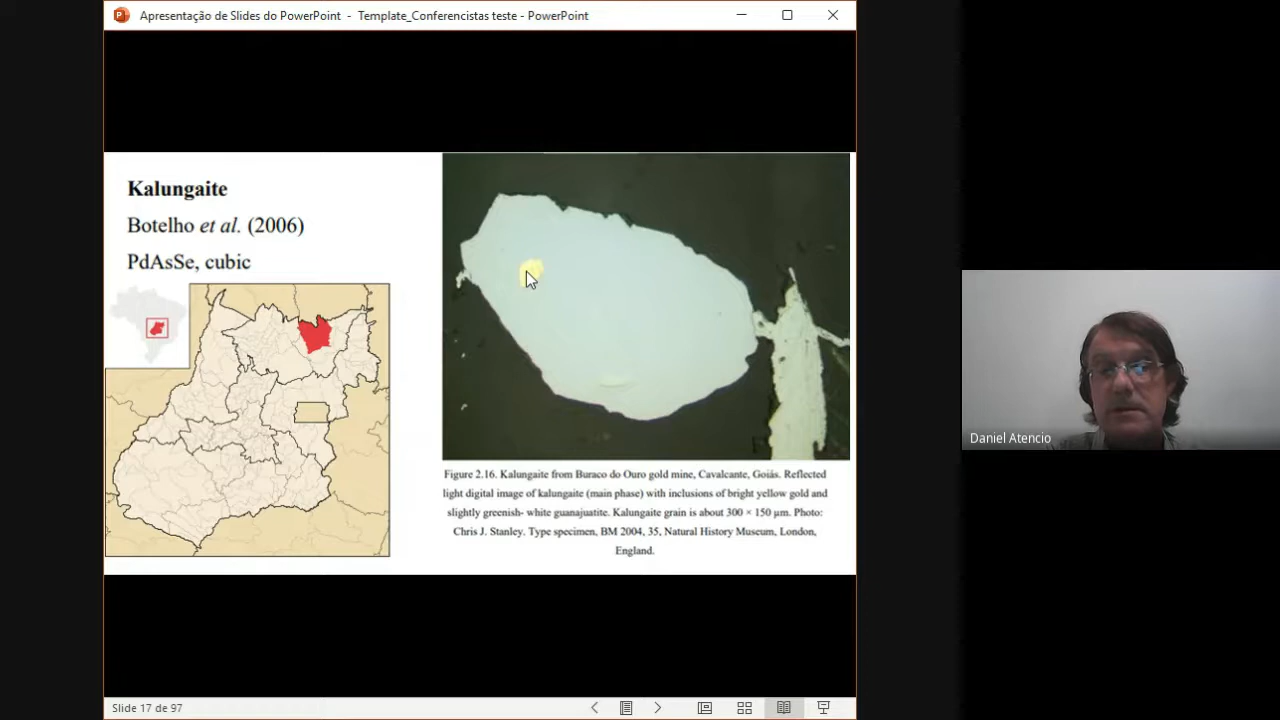 Apresentação de Slides do PowerPoint - Template_Conferencistas teste - PowerPoint
Kalungaite
Botelho et al. (2006)
PdAsSe, cubic
Figure 2.16. Kalungaite from Buraco do Ouro gold mine, Cavalcante, Goiás. Reflected
light digital image of kalungaite (main phase) with inclusions of bright yellow gold and
slightly greenish- white guanajuatite. Kalungaite grain is about 300 × 150 µm. Photo:
Chris J. Stanley. Type specimen, BM 2004, 35, Natural History Museum, London,
England.
Daniel Atencio
Slide 17 de 97